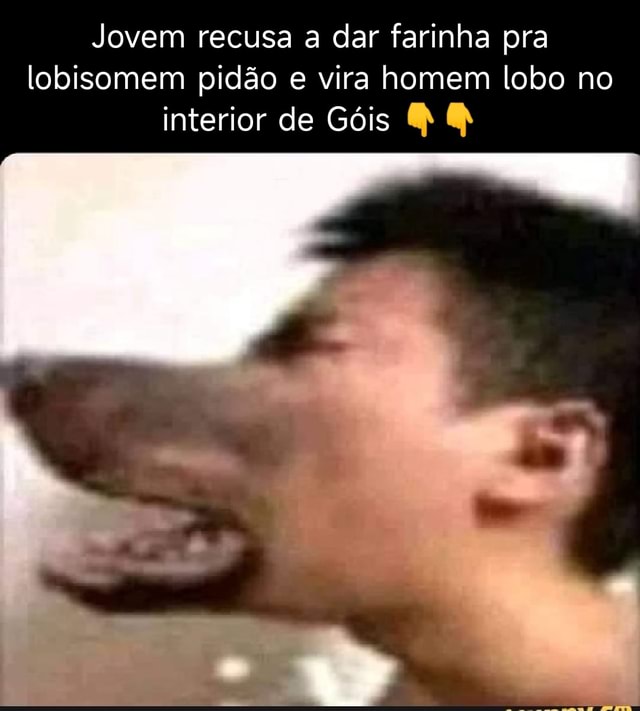 Jovem recusa a dar farinha pra
lobisomem pidão e vira homem lobo no
interior de Góis 👇👇